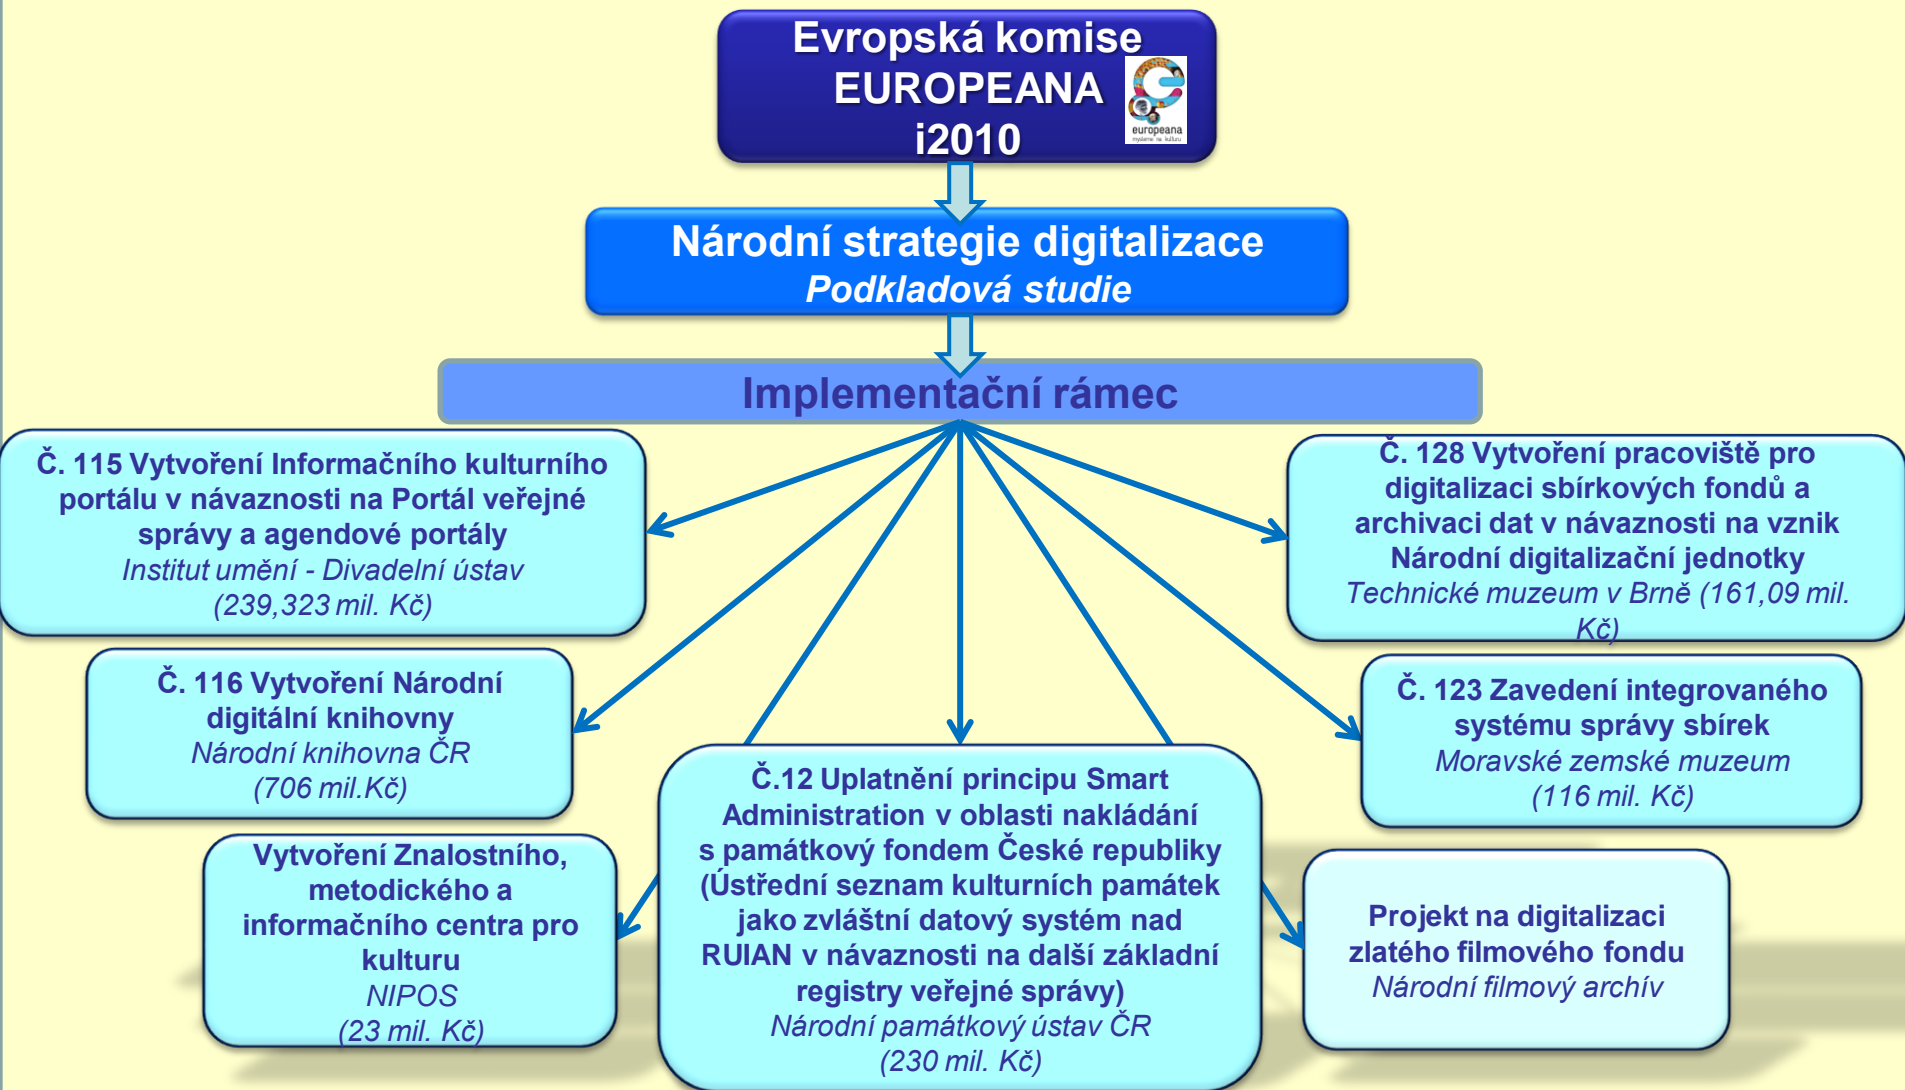 Evropská komise
EUROPEANA
i2010
europeana
Národní strategie digitalizace
Podkladová studie
Implementační rámec
Č. 115 Vytvoření Informačního kulturního
portálu v návaznosti na Portál veřejné
správy a agendové portály
Institut umění - Divadelní ústav
(239,323 mil. Kč)
Č. 128 Vytvoření pracoviště pro
digitalizaci sbírkových fondů a
archivaci dat v návaznosti na vznik
Národní digitalizační jednotky
Technické muzeum v Brně (161,09 mil.
Kč)
Č. 116 Vytvoření Národní
digitální knihovny
Národní knihovna ČR
(706 mil.Kč)
Č. 123 Zavedení integrovaného
systému správy sbírek
Moravské zemské muzeum
(116 mil. Kč)
Vytvoření Znalostního,
metodického a
informačního centra pro
kulturu
NIPOS
(23 mil. Kč)
Č.12 Uplatnění principu Smart
Administration v oblasti nakládání
s památkový fondem České republiky
(Ústřední seznam kulturních památek
jako zvláštní datový systém nad
RUIAN v návaznosti na další základní
registry veřejné správy)
Národní památkový ústav ČR
(230 mil. Kč)
Projekt na digitalizaci
zlatého filmového fondu
Národní filmový archív